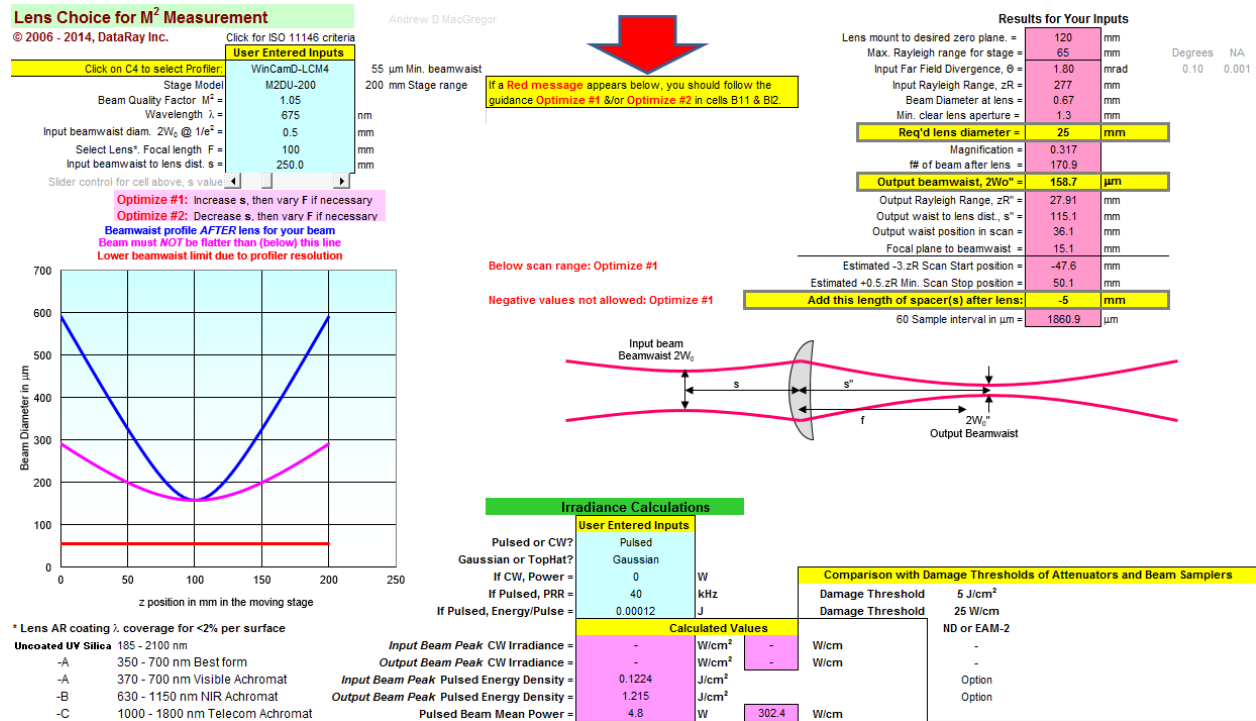 Lens Choice for M² Measurement
Andrew D MacGregor
© 2006 - 2014, DataRay Inc. Click for ISO 11146 criteria
User Entered Inputs
Click on C4 to select Profiler: WinCamD-LCM4 55 µm Min. beamwaist
Stage Model M2DU-200 200 mm Stage range
Beam Quality Factor M² = 1.05
Wavelength λ = 675 nm
Input beamwaist diam. 2W₀ @ 1/e² = 0.5 mm
Select Lens*. Focal length F = 100 mm
Input beamwaist to lens dist. s = 250.0 mm
Slider control for cell above, s value
Optimize #1: Increase s, then vary F if necessary
Optimize #2: Decrease s, then vary F if necessary
If a Red message appears below, you should follow the
guidance Optimize #1 &/or Optimize #2 in cells B11 & BI2.
Results for Your Inputs
Lens mount to desired zero plane. = 120 mm
Max. Rayleigh range for stage = 65 mm Degrees NA
Input Far Field Divergence, Θ = 1.80 mrad 0.10 0.001
Input Rayleigh Range, zR = 277 mm
Beam Diameter at lens = 0.67 mm
Min. clear lens aperture = 1.3 mm
Req'd lens diameter = 25 mm
Magnification = 0.317
f# of beam after lens = 170.9
Output beamwaist, 2Wo" = 158.7 µm
Output Rayleigh Range, zR" = 27.91 mm
Output waist to lens dist., s" = 115.1 mm
Output waist position in scan = 36.1 mm
Focal plane to beamwaist = 15.1 mm
Below scan range: Optimize #1 Estimated -3.zR Scan Start position = -47.6 mm
Estimated +0.5.zR Min. Scan Stop position = 50.1 mm
Negative values not allowed: Optimize #1 Add this length of spacer(s) after lens: -5 mm
60 Sample interval in µm = 1860.9 µm
Beamwaist profile AFTER lens for your beam
Beam must NOT be flatter than (below) this line
Lower beamwaist limit due to profiler resolution
Beam Diameter in µm
700
600
500
400
300
200
100
0
0 50 100 150 200 250
z position in mm in the moving stage
Input beam
Beamwaist 2W₀
s
s"
f
2W₀"
Output Beamwaist
Irradiance Calculations
User Entered Inputs
Pulsed or CW? Pulsed
Gaussian or TopHat? Gaussian
If CW, Power = 0 W
If Pulsed, PRR = 40 kHz
If Pulsed, Energy/Pulse = 0.00012 J
Comparison with Damage Thresholds of Attenuators and Beam Samplers
Damage Threshold 5 J/cm²
Damage Threshold 25 W/cm
Calculated Values ND or EAM-2
Input Beam Peak CW Irradiance = - W/cm² - W/cm -
Output Beam Peak CW Irradiance = - W/cm² - W/cm -
Input Beam Peak Pulsed Energy Density = 0.1224 J/cm² Option
Output Beam Peak Pulsed Energy Density = 1.215 J/cm² Option
Pulsed Beam Mean Power = 4.8 W 302.4 W/cm
* Lens AR coating λ coverage for <2% per surface
Uncoated UV Silica 185 - 2100 nm
-A 350 - 700 nm Best form
-A 370 - 700 nm Visible Achromat
-B 630 - 1150 nm NIR Achromat
-C 1000 - 1800 nm Telecom Achromat